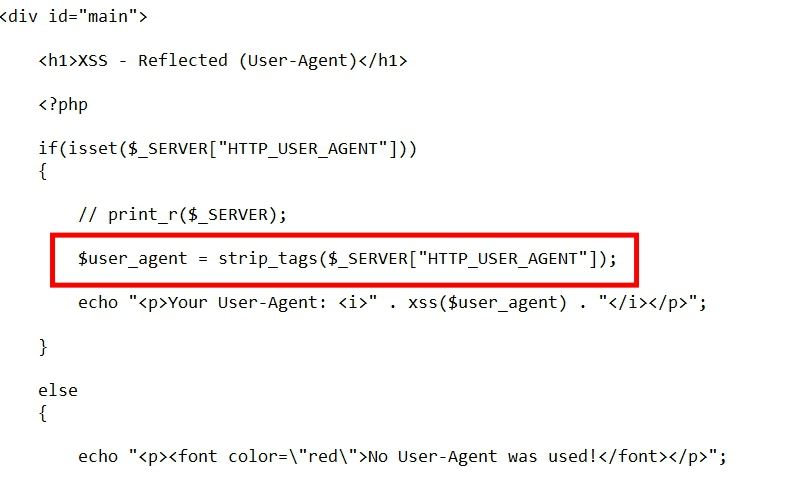 <div id="main">
<h1>XSS - Reflected (User-Agent)</h1>
<?php
if(isset($_SERVER["HTTP_USER_AGENT"]))
{
// print_r($_SERVER);
$user_agent = strip_tags($_SERVER["HTTP_USER_AGENT"]);
echo "<p>Your User-Agent: <i>" . xss($user_agent) . "</i></p>";
}
else
{
echo "<p><font color=\"red\">No User-Agent was used!</font></p>";